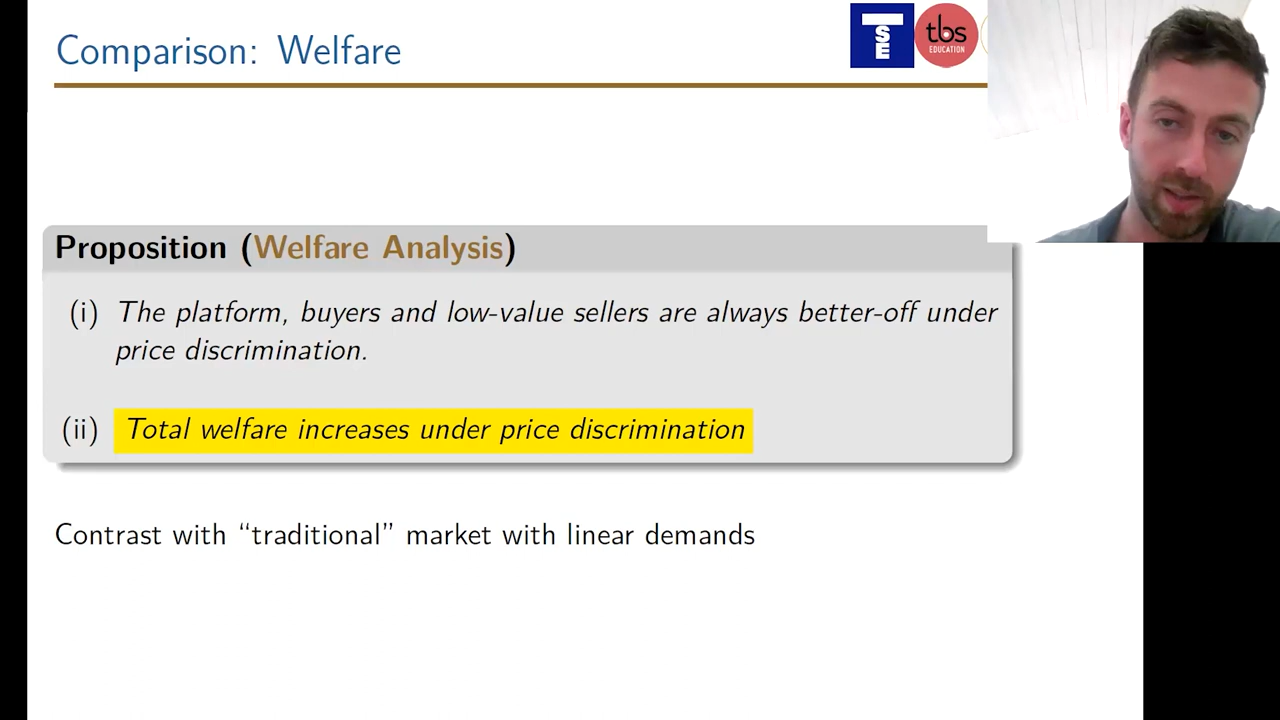 Comparison: Welfare
TSE
tbs
EDUCATION
Proposition (Welfare Analysis)
(i) The platform, buyers and low-value sellers are always better-off under
price discrimination.
(ii) Total welfare increases under price discrimination
Contrast with “traditional” market with linear demands